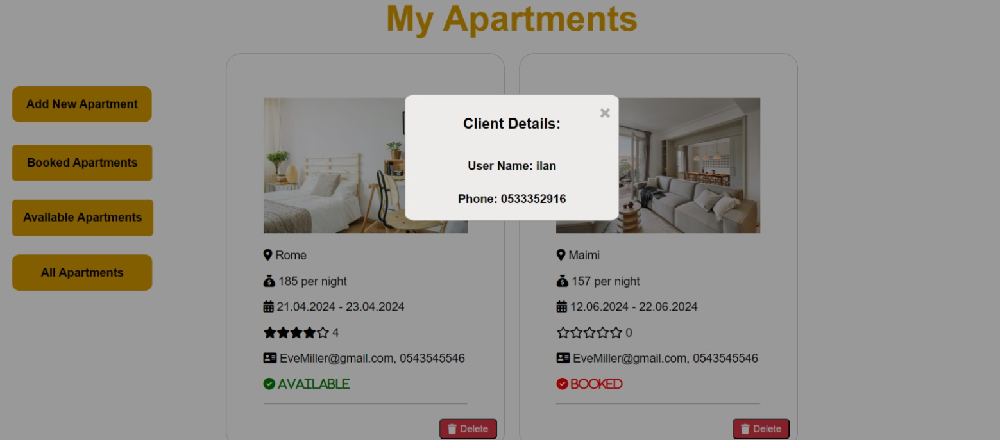 My Apartments
Add New Apartment
Booked Apartments
Available Apartments
All Apartments
Client Details:
User Name: ilan
Phone: 0533352916
Rome
185 per night
21.04.2024 - 23.04.2024
4
EveMiller@gmail.com, 0543545546
AVAILABLE
Delete
Maimi
157 per night
12.06.2024 - 22.06.2024
0
EveMiller@gmail.com, 0543545546
BOOKED
Delete